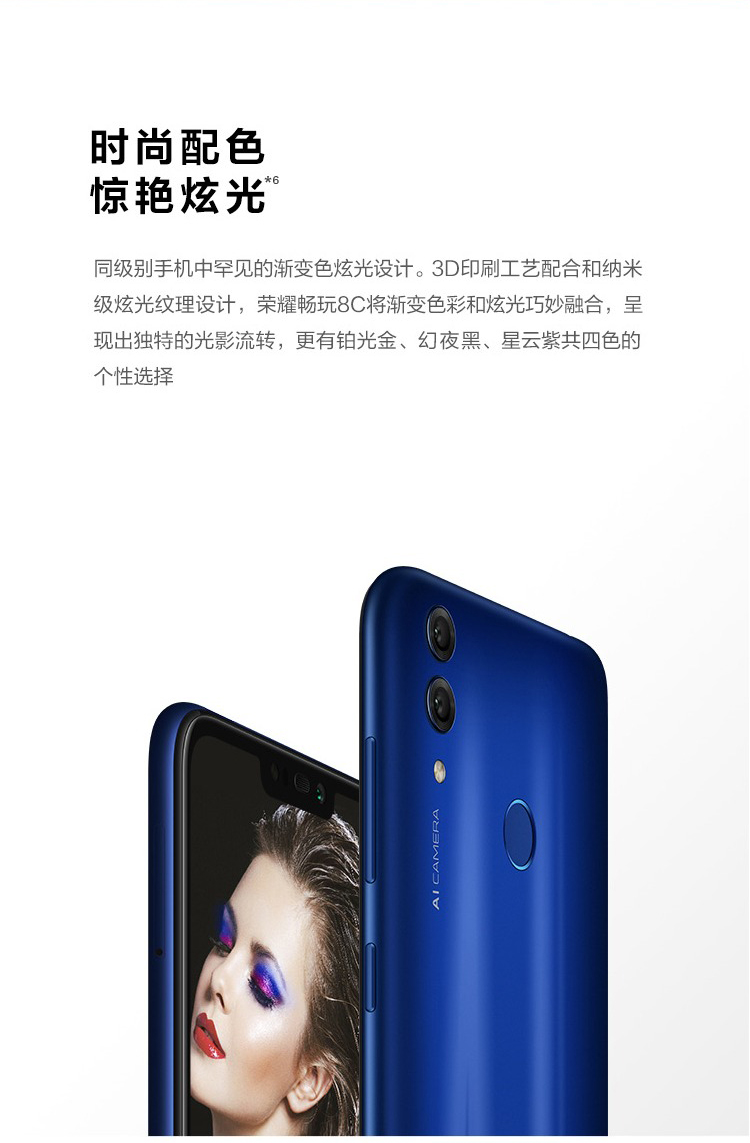 时尚配色
惊艳炫光*6
同级别手机中罕见的渐变色炫光设计。3D印刷工艺配合和纳米
级炫光纹理设计，荣耀畅玩8C将渐变色彩和炫光巧妙融合，呈
现出独特的光影流转，更有铂光金、幻夜黑、星云紫共四色的
个性选择
AI CAMERA